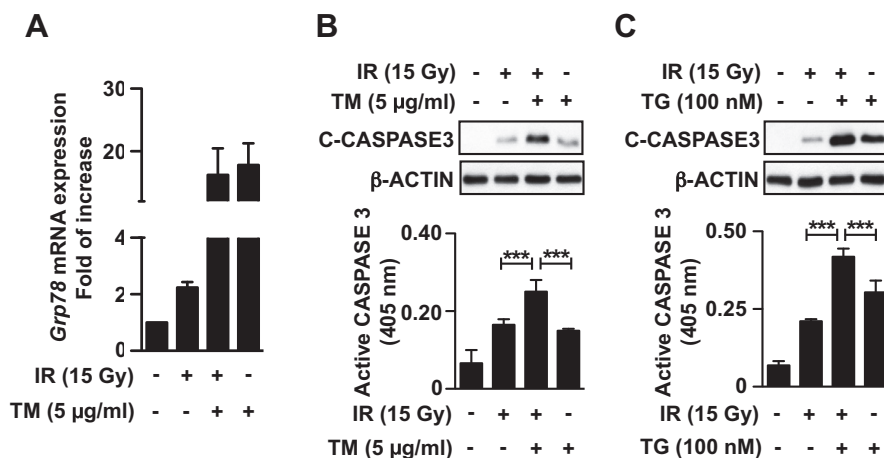 A
Grp78 mRNA expression
Fold of increase
30
20
4
2
0
IR (15 Gy) - + + -
TM (5 µg/ml) - - + +
B
IR (15 Gy) - + + -
TM (5 µg/ml) - - + +
C-CASPASE3
β-ACTIN
Active CASPASE 3
(405 nm)
0.40
0.20
0
*** ***
IR (15 Gy) - + + -
TM (5 µg/ml) - - + +
C
IR (15 Gy) - + + -
TG (100 nM) - - + +
C-CASPASE3
β-ACTIN
Active CASPASE 3
(405 nm)
0.50
0.25
0
*** ***
IR (15 Gy) - + + -
TG (100 nM) - - + +